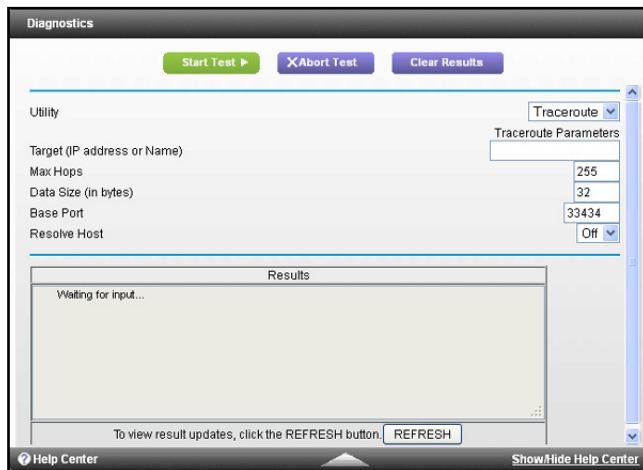 Diagnostics
Start Test
XAbort Test
Clear Results
Utility Traceroute
Traceroute Parameters
Target (IP address or Name)
Max Hops 255
Data Size (in bytes) 32
Base Port 33434
Resolve Host Off
Results
Waiting for input...
To view result updates, click the REFRESH button. REFRESH
Help Center Show/Hide Help Center